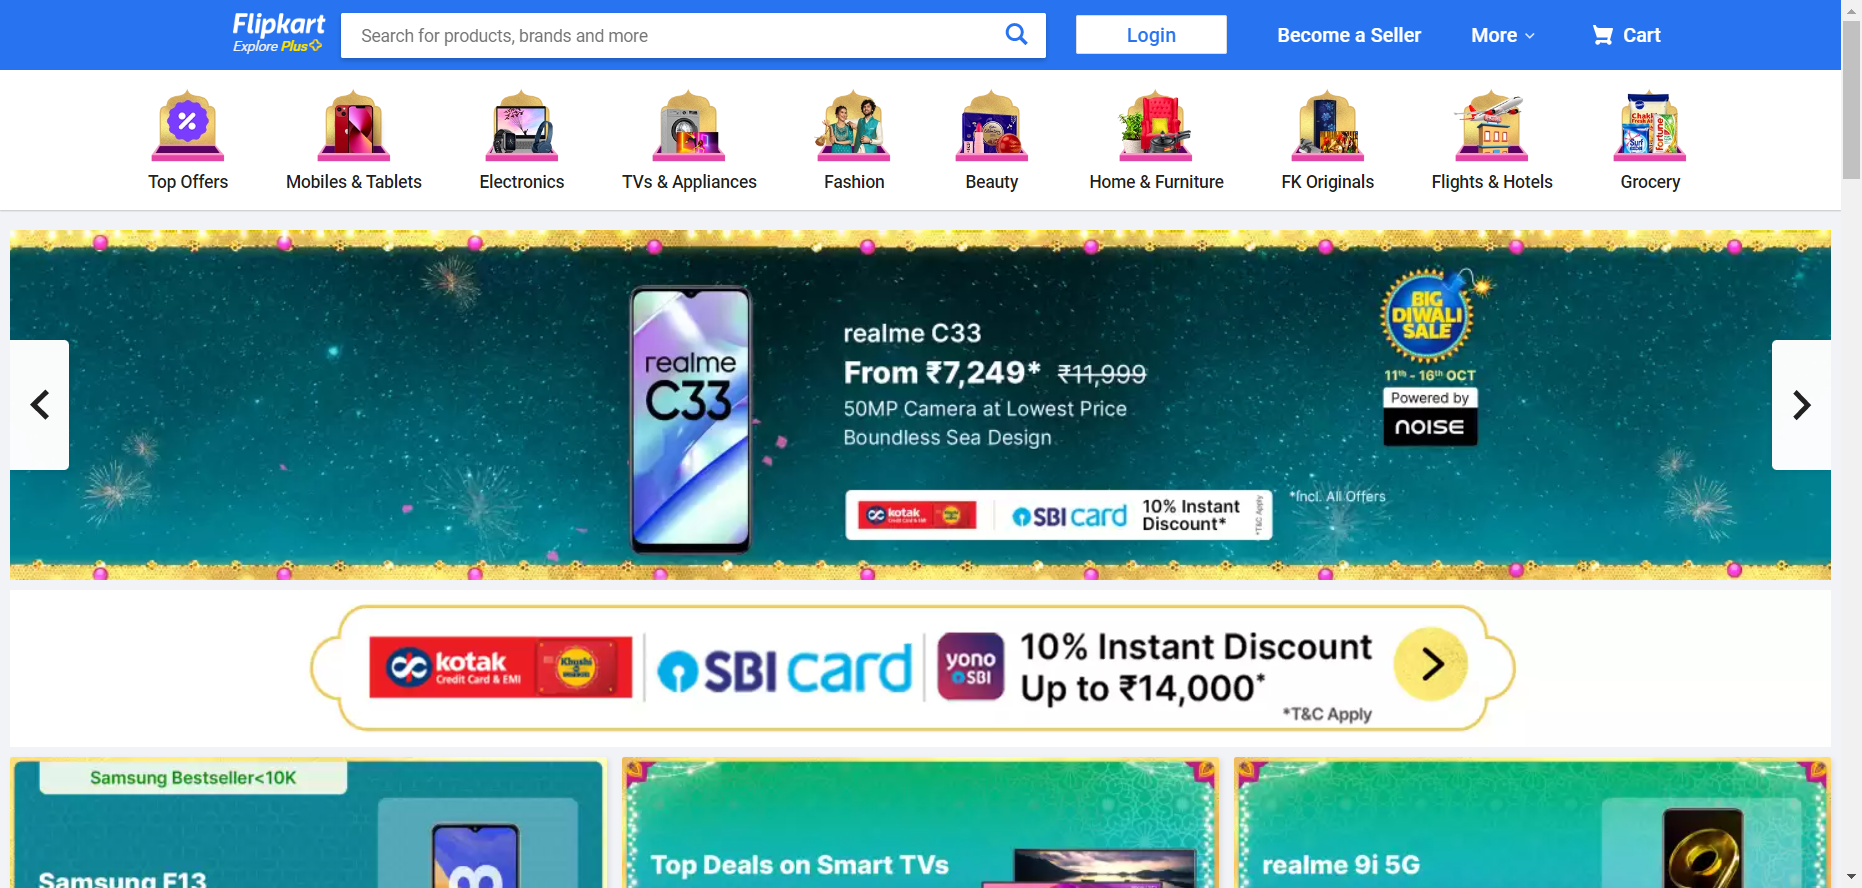 Flipkart
Explore Plus
Search for products, brands and more
Login
Become a Seller
More
Cart
Top Offers
Mobiles & Tablets
Electronics
TVs & Appliances
Fashion
Beauty
Home & Furniture
FK Originals
Flights & Hotels
Grocery
realme
C33
realme C33
From ₹7,249* ₹11,999
50MP Camera at Lowest Price
Boundless Sea Design
kotak
Credit Card & EMI
SBI card
10% Instant
Discount*
*T&C Apply
*Incl. All Offers
BIG
DIWALI
SALE
11th - 16th OCT
Powered by
noise
kotak
Credit Card & EMI
Khushi
SBI card
yono
SBI
10% Instant Discount
Up to ₹14,000*
*T&C Apply
Samsung Bestseller<10K
Samsung F13
Top Deals on Smart TVs
realme 9i 5G